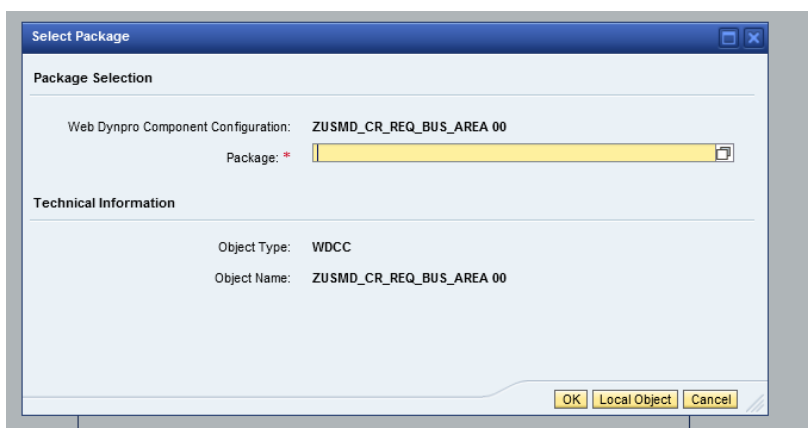 Select Package
Package Selection
Web Dynpro Component Configuration: ZUSMD_CR_REQ_BUS_AREA 00
Package: *
Technical Information
Object Type: WDCC
Object Name: ZUSMD_CR_REQ_BUS_AREA 00
OK Local Object Cancel